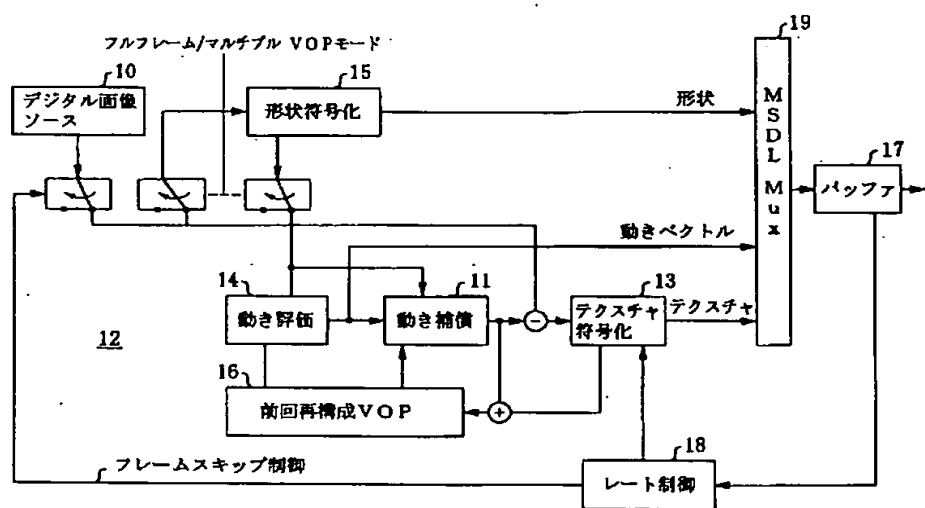 フルフレーム/マルチプル VOPモード
19
10
15
デジタル画像
ソース
形状符号化
形状
MSDL Mux
17
バッファ
動きベクトル
14
11
13
動き評価
動き補償
−
テクスチャ
符号化
テクスチャ
12
16
前回再構成VOP
+
18
フレームスキップ制御
レート制御